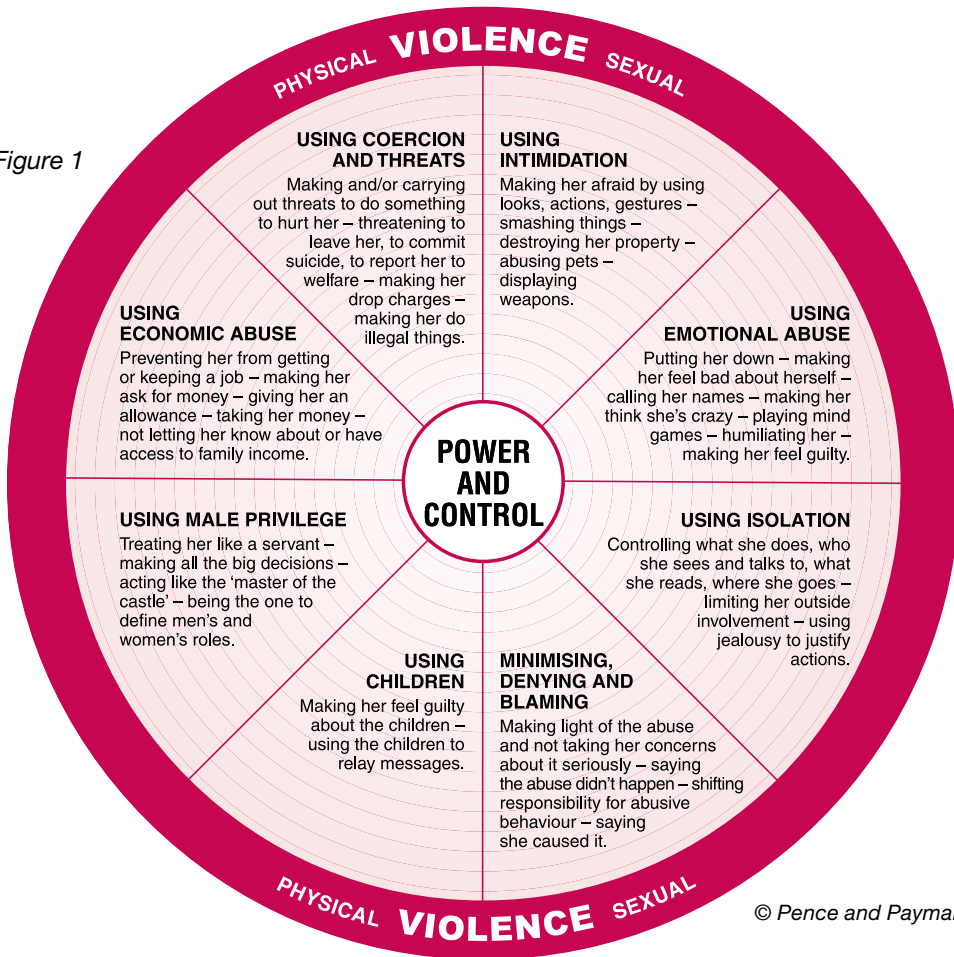 PHYSICAL VIOLENCE SEXUAL
Figure 1
USING COERCION
AND THREATS
Making and/or carrying
out threats to do something
to hurt her – threatening to
leave her, to commit
suicide, to report her to
welfare – making her
drop charges –
making her do
illegal things.
USING
INTIMIDATION
Making her afraid by using
looks, actions, gestures –
smashing things –
destroying her property –
abusing pets –
displaying
weapons.
USING
ECONOMIC ABUSE
Preventing her from getting
or keeping a job – making her
ask for money – giving her an
allowance – taking her money –
not letting her know about or have
access to family income.
USING
EMOTIONAL ABUSE
Putting her down – making
her feel bad about herself –
calling her names – making her
think she's crazy – playing mind
games – humiliating her –
making her feel guilty.
POWER
AND
CONTROL
USING MALE PRIVILEGE
Treating her like a servant –
making all the big decisions –
acting like the 'master of the
castle' – being the one to
define men's and
women's roles.
USING ISOLATION
Controlling what she does, who
she sees and talks to, what
she reads, where she goes –
limiting her outside
involvement – using
jealousy to justify
actions.
USING
CHILDREN
Making her feel guilty
about the children –
using the children to
relay messages.
MINIMISING,
DENYING AND
BLAMING
Making light of the abuse
and not taking her concerns
about it seriously – saying
the abuse didn't happen – shifting
responsibility for abusive
behaviour – saying
she caused it.
PHYSICAL VIOLENCE SEXUAL
© Pence and Paymar